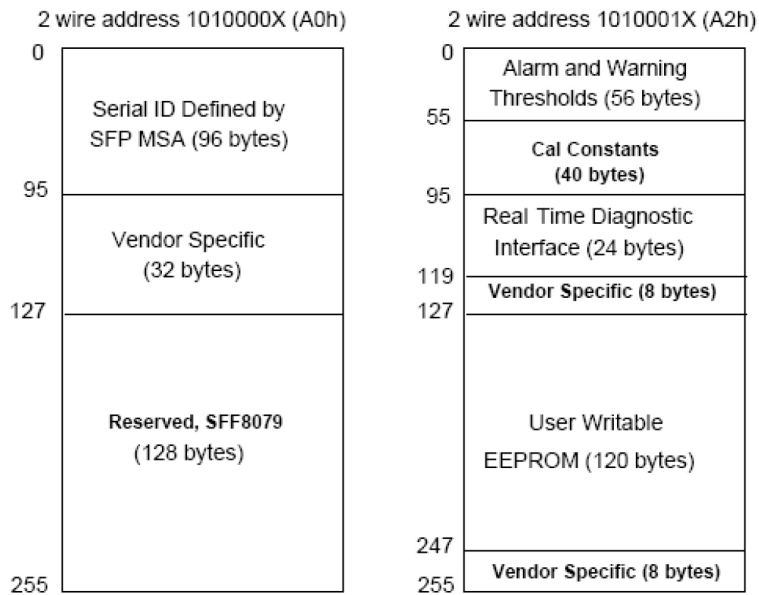 2 wire address 1010000X (A0h)
0
Serial ID Defined by
SFP MSA (96 bytes)
95
Vendor Specific
(32 bytes)
127
Reserved, SFF8079
(128 bytes)
255
2 wire address 1010001X (A2h)
0
Alarm and Warning
Thresholds (56 bytes)
55
Cal Constants
(40 bytes)
95
Real Time Diagnostic
Interface (24 bytes)
119
Vendor Specific (8 bytes)
127
User Writable
EEPROM (120 bytes)
247
Vendor Specific (8 bytes)
255